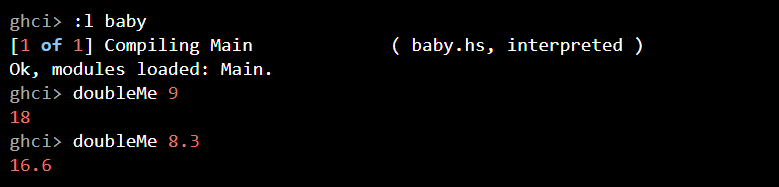 ghci> :l baby
[1 of 1] Compiling Main             ( baby.hs, interpreted )
Ok, modules loaded: Main.
ghci> doubleMe 9
18
ghci> doubleMe 8.3
16.6